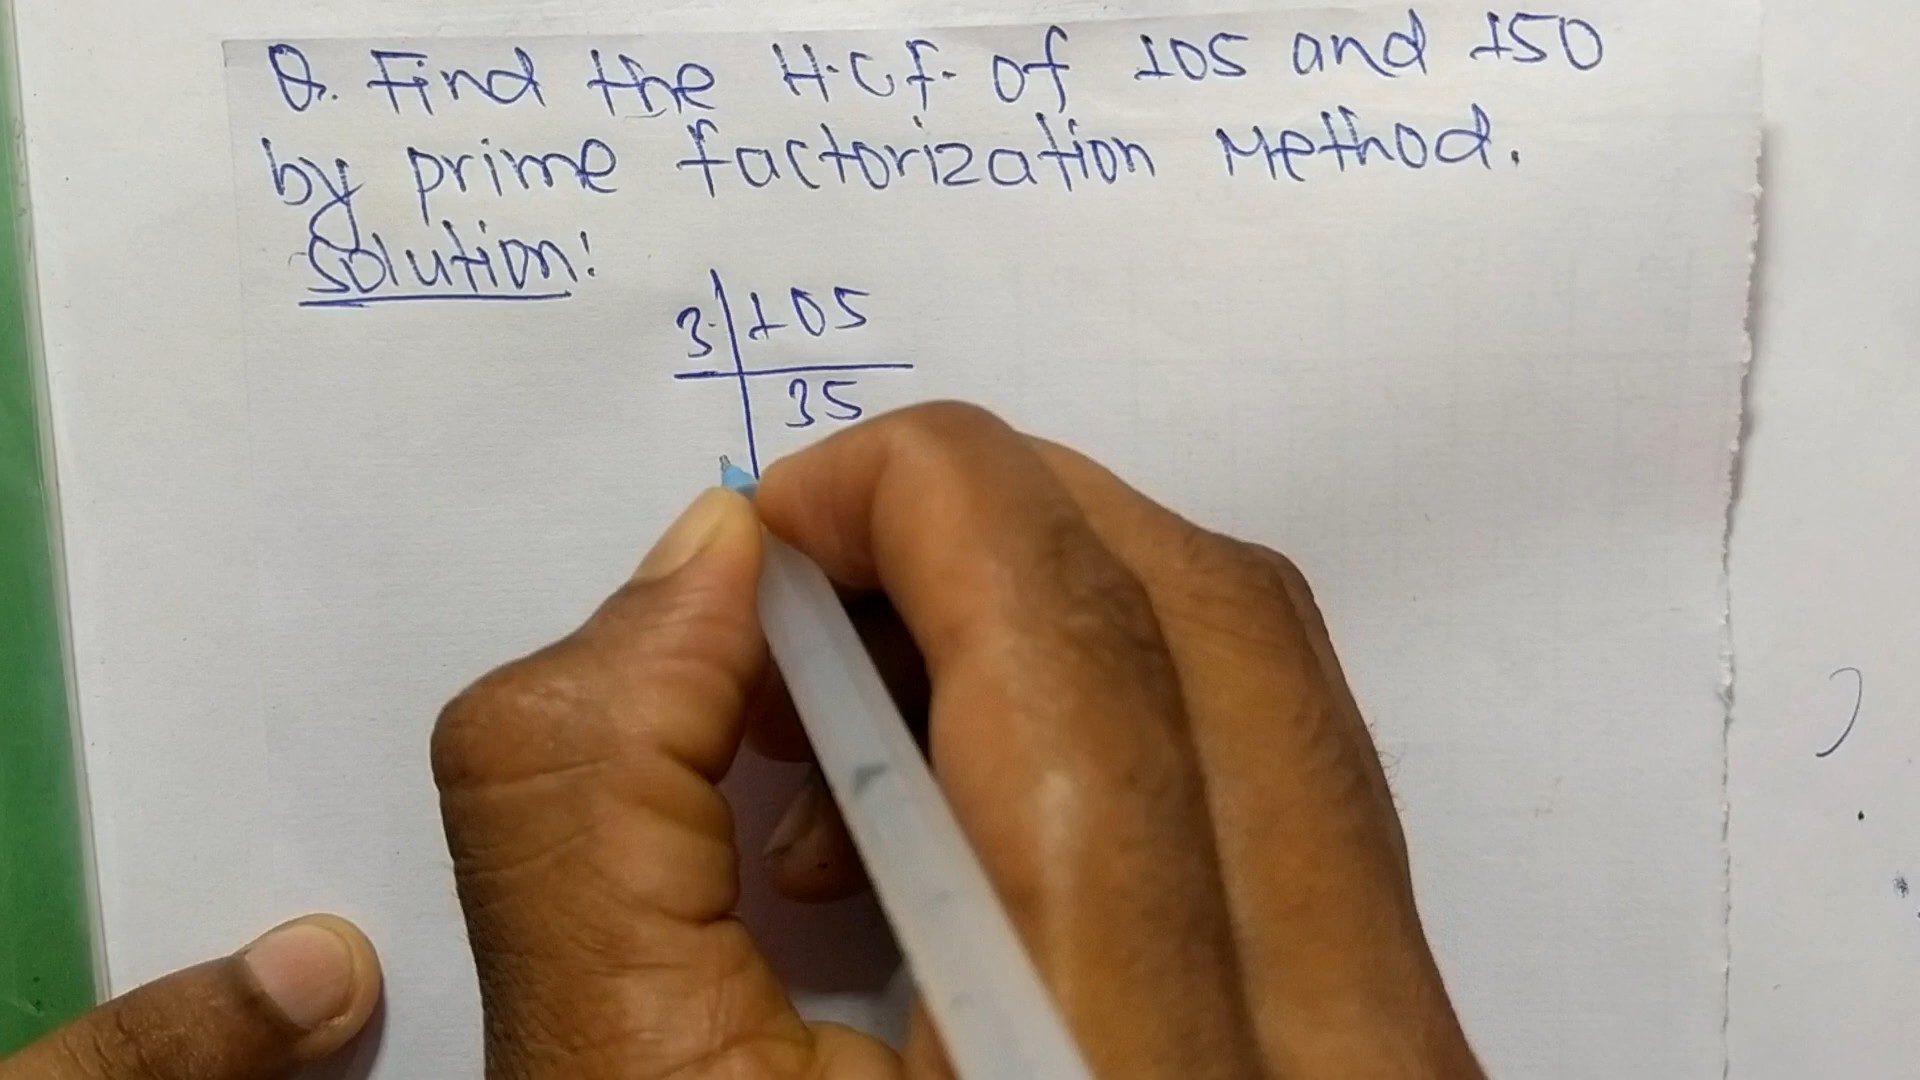 Q. Find the H.C.F. of 105 and 150
by prime factorization Method.
Solution:
3 105
35